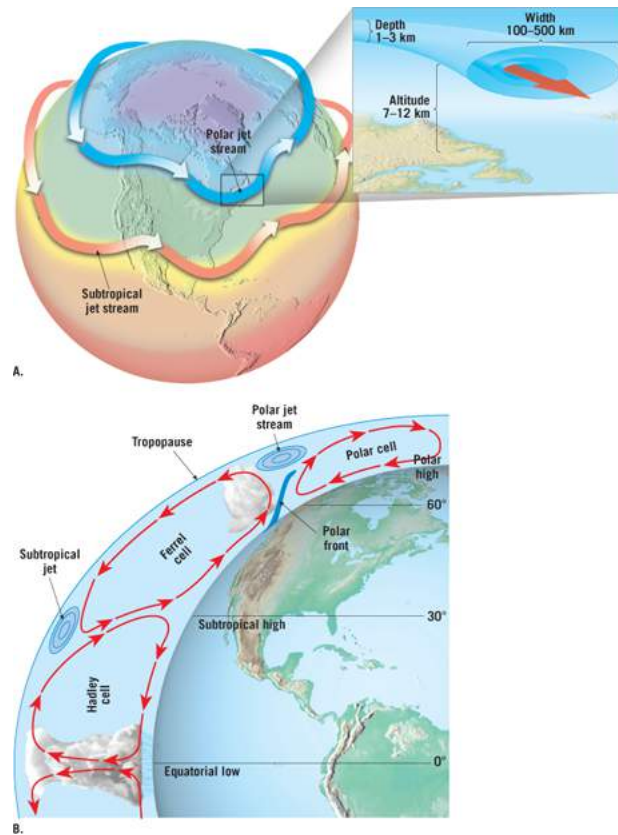 Depth
1–3 km
Width
100–500 km
Altitude
7–12 km
Polar jet
stream
Subtropical
jet stream
A.
Polar jet
stream
Tropopause
Polar cell
Polar
high
60°
Ferrel
cell
Polar
front
Subtropical
jet
30°
Subtropical high
Hadley
cell
Equatorial low
0°
B.